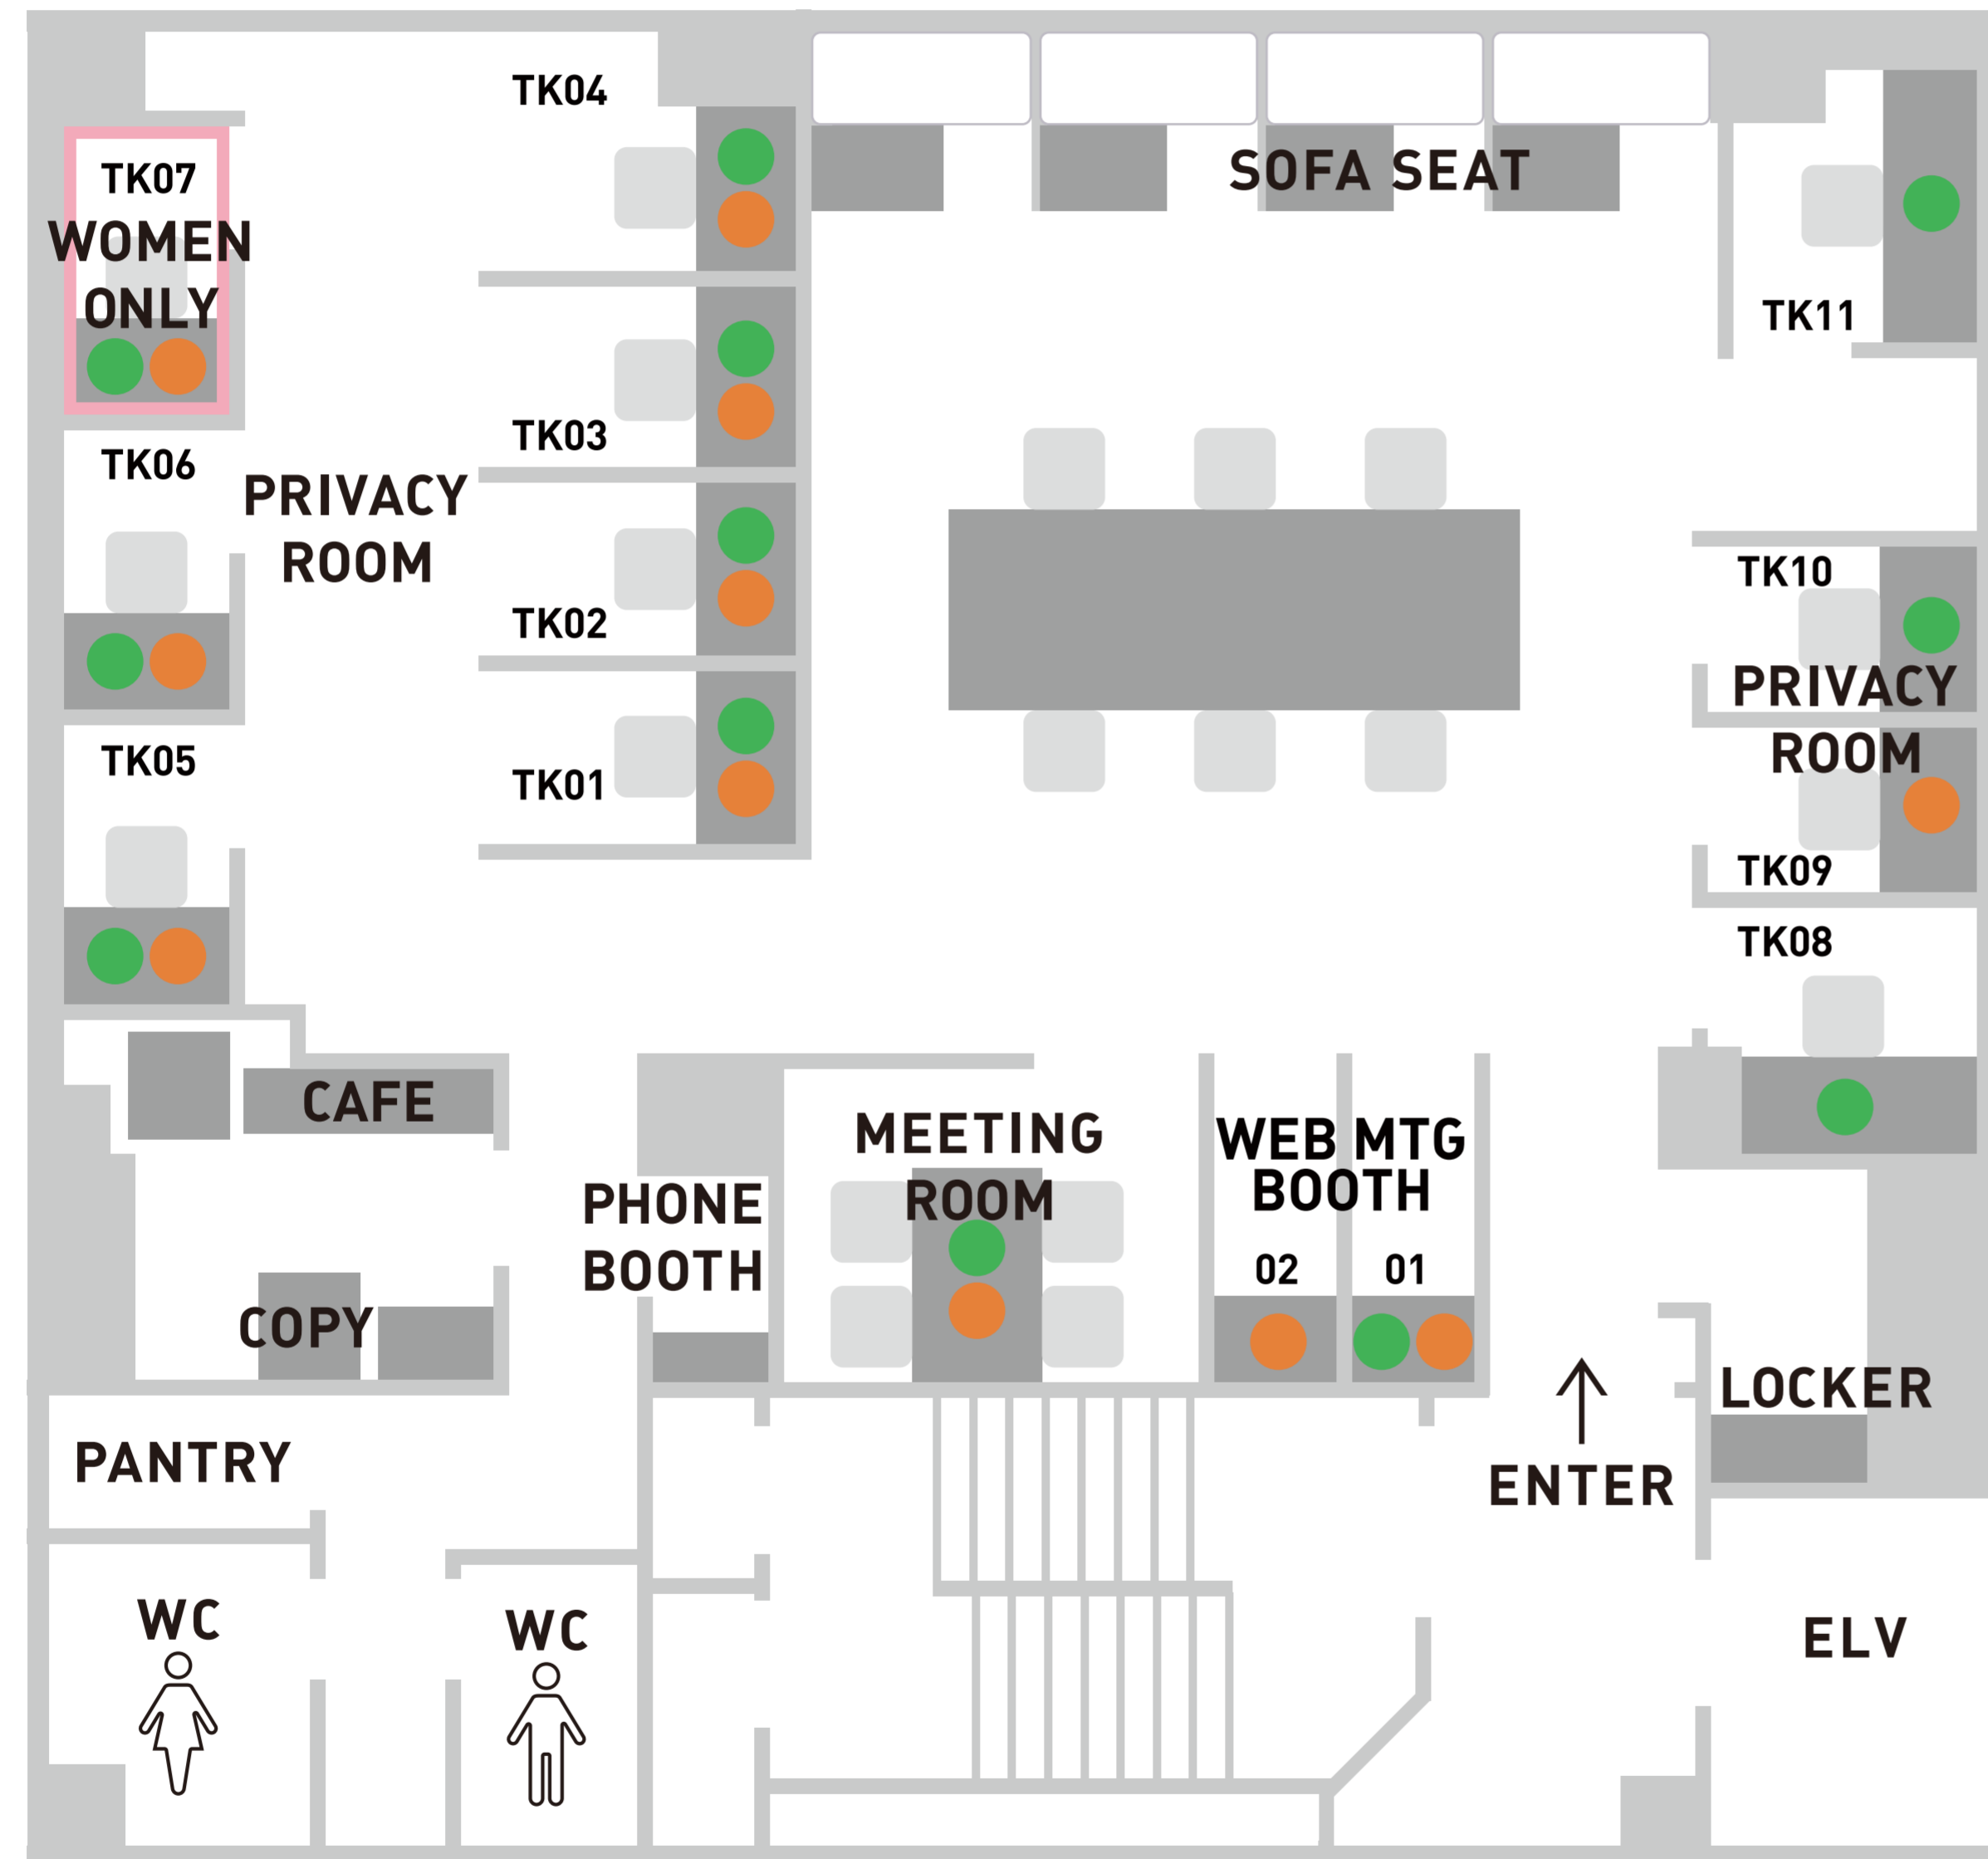 TK04
SOFA SEAT
TK07
WOMEN
ONLY
TK11
TK03
TK06
PRIVACY
ROOM
TK02
TK10
PRIVACY
ROOM
TK05
TK01
TK09
TK08
CAFE
MEETING
ROOM
WEB MTG
BOOTH
PHONE
BOOTH
02
01
COPY
LOCKER
PANTRY
ENTER
WC
WC
ELV